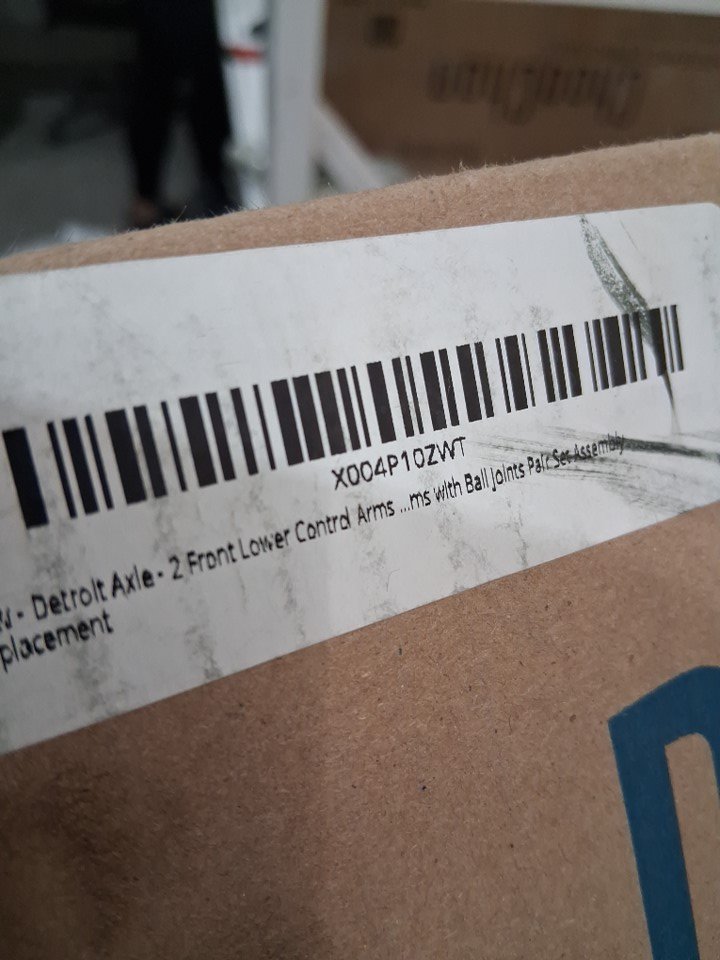 X004P10ZWT
- Detroit Axle - 2 Front Lower Control Arms ...ms with Ball Joints Pair Set Assembly
placement